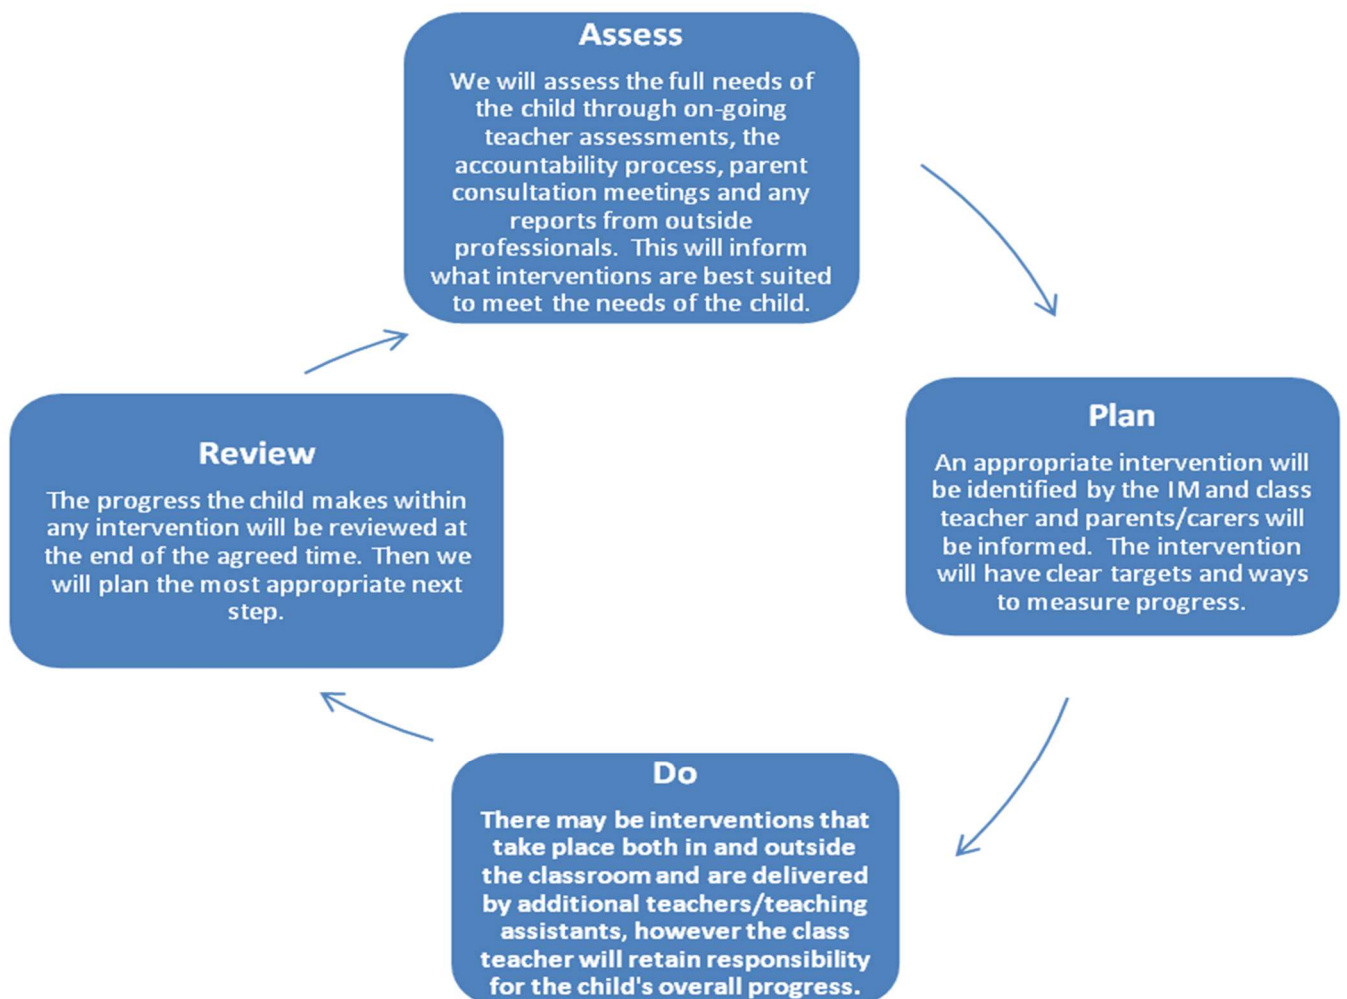 Assess
We will assess the full needs of
the child through on-going
teacher assessments, the
accountability process, parent
consultation meetings and any
reports from outside
professionals.  This will inform
what interventions are best suited
to meet the needs of the child.
Plan
An appropriate intervention will
be identified by the IM and class
teacher and parents/carers will
be informed.  The intervention
will have clear targets and ways
to measure progress.
Do
There may be interventions that
take place both in and outside
the classroom and are delivered
by additional teachers/teaching
assistants, however the class
teacher will retain responsibility
for the child's overall progress.
Review
The progress the child makes within
any intervention will be reviewed at
the end of the agreed time. Then we
will plan the most appropriate next
step.